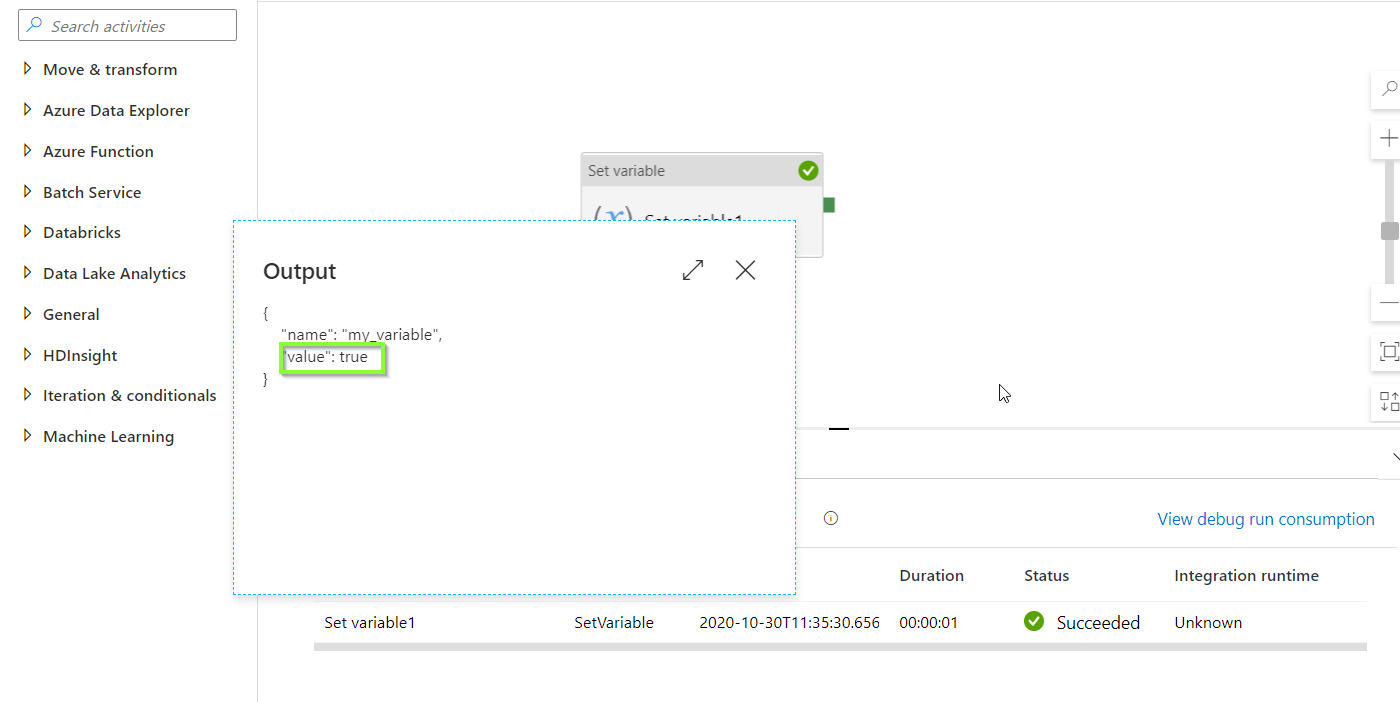 Search activities
Move & transform
Azure Data Explorer
Azure Function
Batch Service
Databricks
Data Lake Analytics
General
HDInsight
Iteration & conditionals
Machine Learning
Set variable
(x) Set variable1
Output
{
"name": "my_variable",
"value": true
}
View debug run consumption
Duration Status Integration runtime
Set variable1 SetVariable 2020-10-30T11:35:30.656 00:00:01 Succeeded Unknown